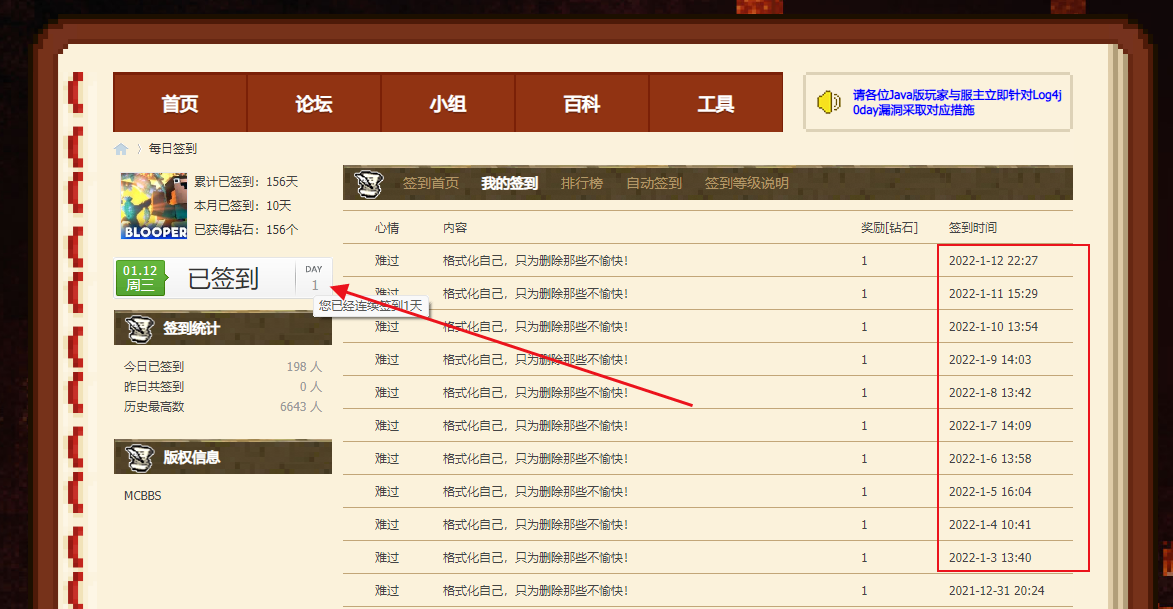 首页 论坛 小组 百科 工具
请各位Java版玩家与服主立即针对Log4j
0day漏洞采取对应措施
每日签到
BLOOPER
累计已签到：156天
本月已签到：10天
已获得钻石：156个
01.12
周三
已签到
DAY
1
您已经连续签到1天
签到统计
今日已签到 198 人
昨日共签到 0 人
历史最高数 6643 人
版权信息
MCBBS
签到首页 我的签到 排行榜 自动签到 签到等级说明
心情 内容 奖励[钻石] 签到时间
难过 格式化自己，只为删除那些不愉快！ 1 2022-1-12 22:27
难过 格式化自己，只为删除那些不愉快！ 1 2022-1-11 15:29
难过 格式化自己，只为删除那些不愉快！ 1 2022-1-10 13:54
难过 格式化自己，只为删除那些不愉快！ 1 2022-1-9 14:03
难过 格式化自己，只为删除那些不愉快！ 1 2022-1-8 13:42
难过 格式化自己，只为删除那些不愉快！ 1 2022-1-7 14:09
难过 格式化自己，只为删除那些不愉快！ 1 2022-1-6 13:58
难过 格式化自己，只为删除那些不愉快！ 1 2022-1-5 16:04
难过 格式化自己，只为删除那些不愉快！ 1 2022-1-4 10:41
难过 格式化自己，只为删除那些不愉快！ 1 2022-1-3 13:40
难过 格式化自己，只为删除那些不愉快！ 1 2021-12-31 20:24